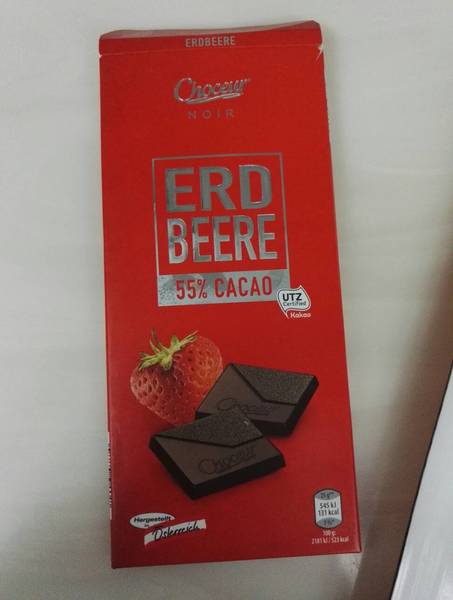 ERDBEERE
Choceur
NOIR
ERD
BEERE
55% CACAO
UTZ
Certified
Kakao
Choceur
Choceur
25 g**
545 kJ
131 kcal
100 g:
2181 kJ / 523 kcal
Hergestellt
in
Österreich